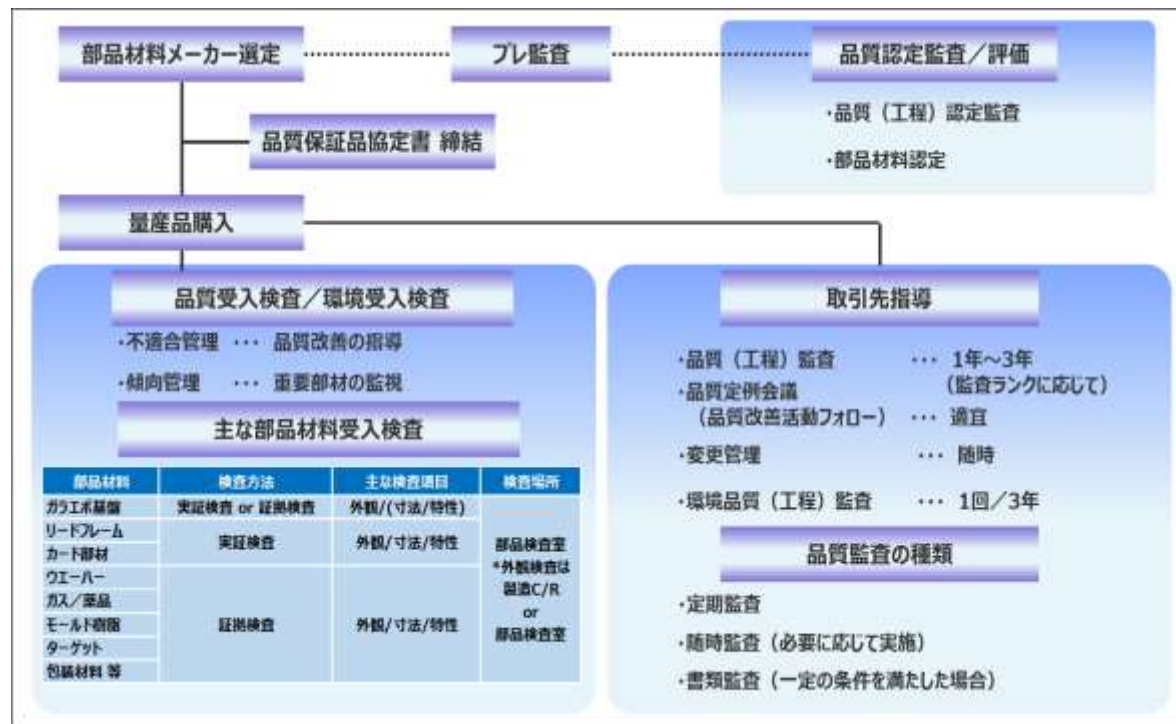 部品材料メーカー選定
プレ監査
品質認定監査／評価
・品質（工程）認定監査
・部品材料認定
品質保証品協定書 締結
量産品購入
品質受入検査／環境受入検査
・不適合管理 ･･･ 品質改善の指導
・傾向管理 ･･･ 重要部材の監視
主な部品材料受入検査
部品材料 検査方法 主な検査項目 検査場所
ガラエポ基盤 実証検査 or 証拠検査 外観/(寸法/特性)
リードフレーム
カード部材
実証検査 外観/寸法/特性
ウエーハー
ガス／薬品
モールド樹脂
ターゲット
包装材料 等
証拠検査 外観/寸法/特性
部品検査室
*外観検査は
製造C/R
or
部品検査室
取引先指導
・品質（工程）監査 ･･･ 1年～3年
（監査ランクに応じて）
・品質定例会議
（品質改善活動フォロー） ･･･ 適宜
・変更管理 ･･･ 随時
・環境品質（工程）監査 ･･･ 1回／3年
品質監査の種類
・定期監査
・随時監査（必要に応じて実施）
・書類監査（一定の条件を満たした場合）